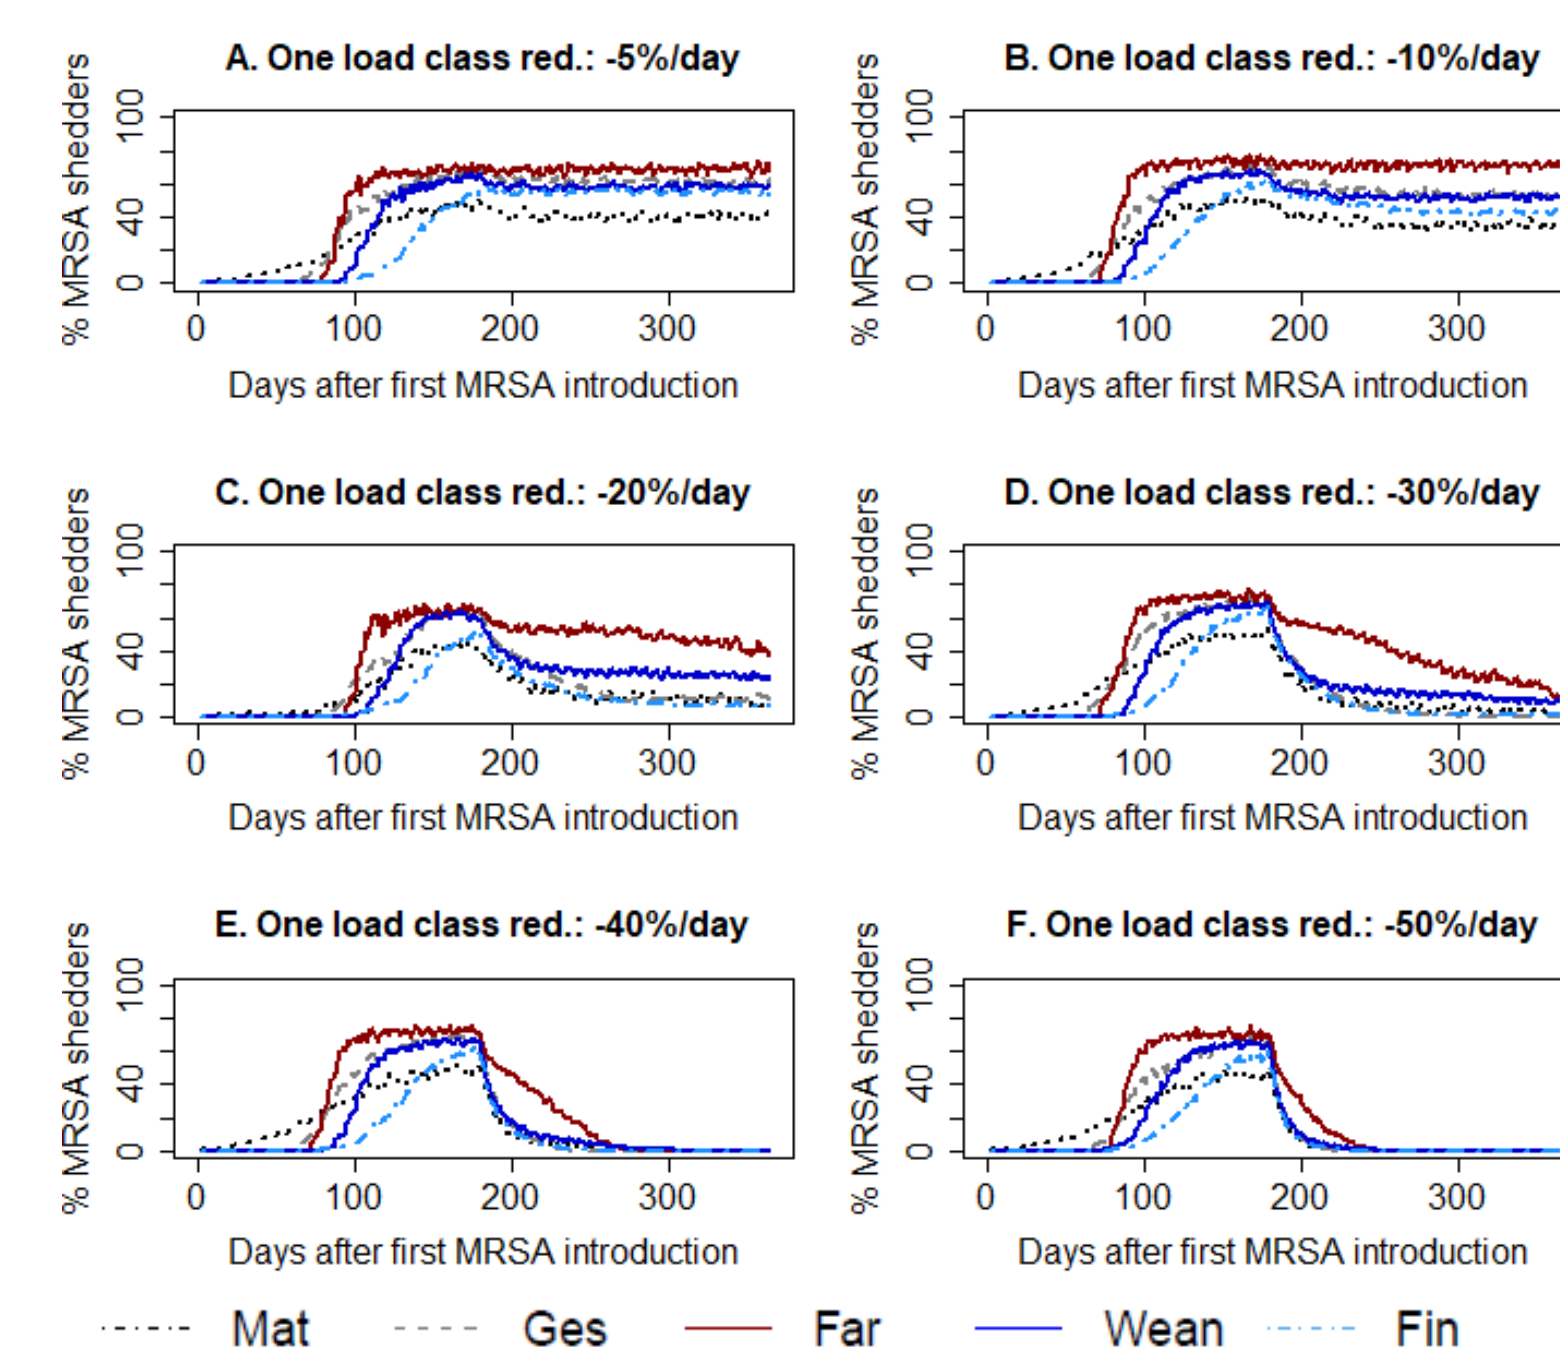 A. One load class red.: -5%/day
% MRSA shedders
100
40
0
0 100 200 300
Days after first MRSA introduction
B. One load class red.: -10%/day
% MRSA shedders
100
40
0
0 100 200 300
Days after first MRSA introduction
C. One load class red.: -20%/day
% MRSA shedders
100
40
0
0 100 200 300
Days after first MRSA introduction
D. One load class red.: -30%/day
% MRSA shedders
100
40
0
0 100 200 300
Days after first MRSA introduction
E. One load class red.: -40%/day
% MRSA shedders
100
40
0
0 100 200 300
Days after first MRSA introduction
F. One load class red.: -50%/day
% MRSA shedders
100
40
0
0 100 200 300
Days after first MRSA introduction
Mat Ges Far Wean Fin